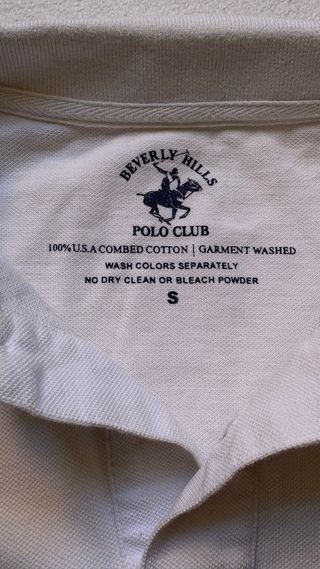 BEVERLY HILLS
POLO CLUB
100% U.S.A COMBED COTTON | GARMENT WASHED
WASH COLORS SEPARATELY
NO DRY CLEAN OR BLEACH POWDER
S